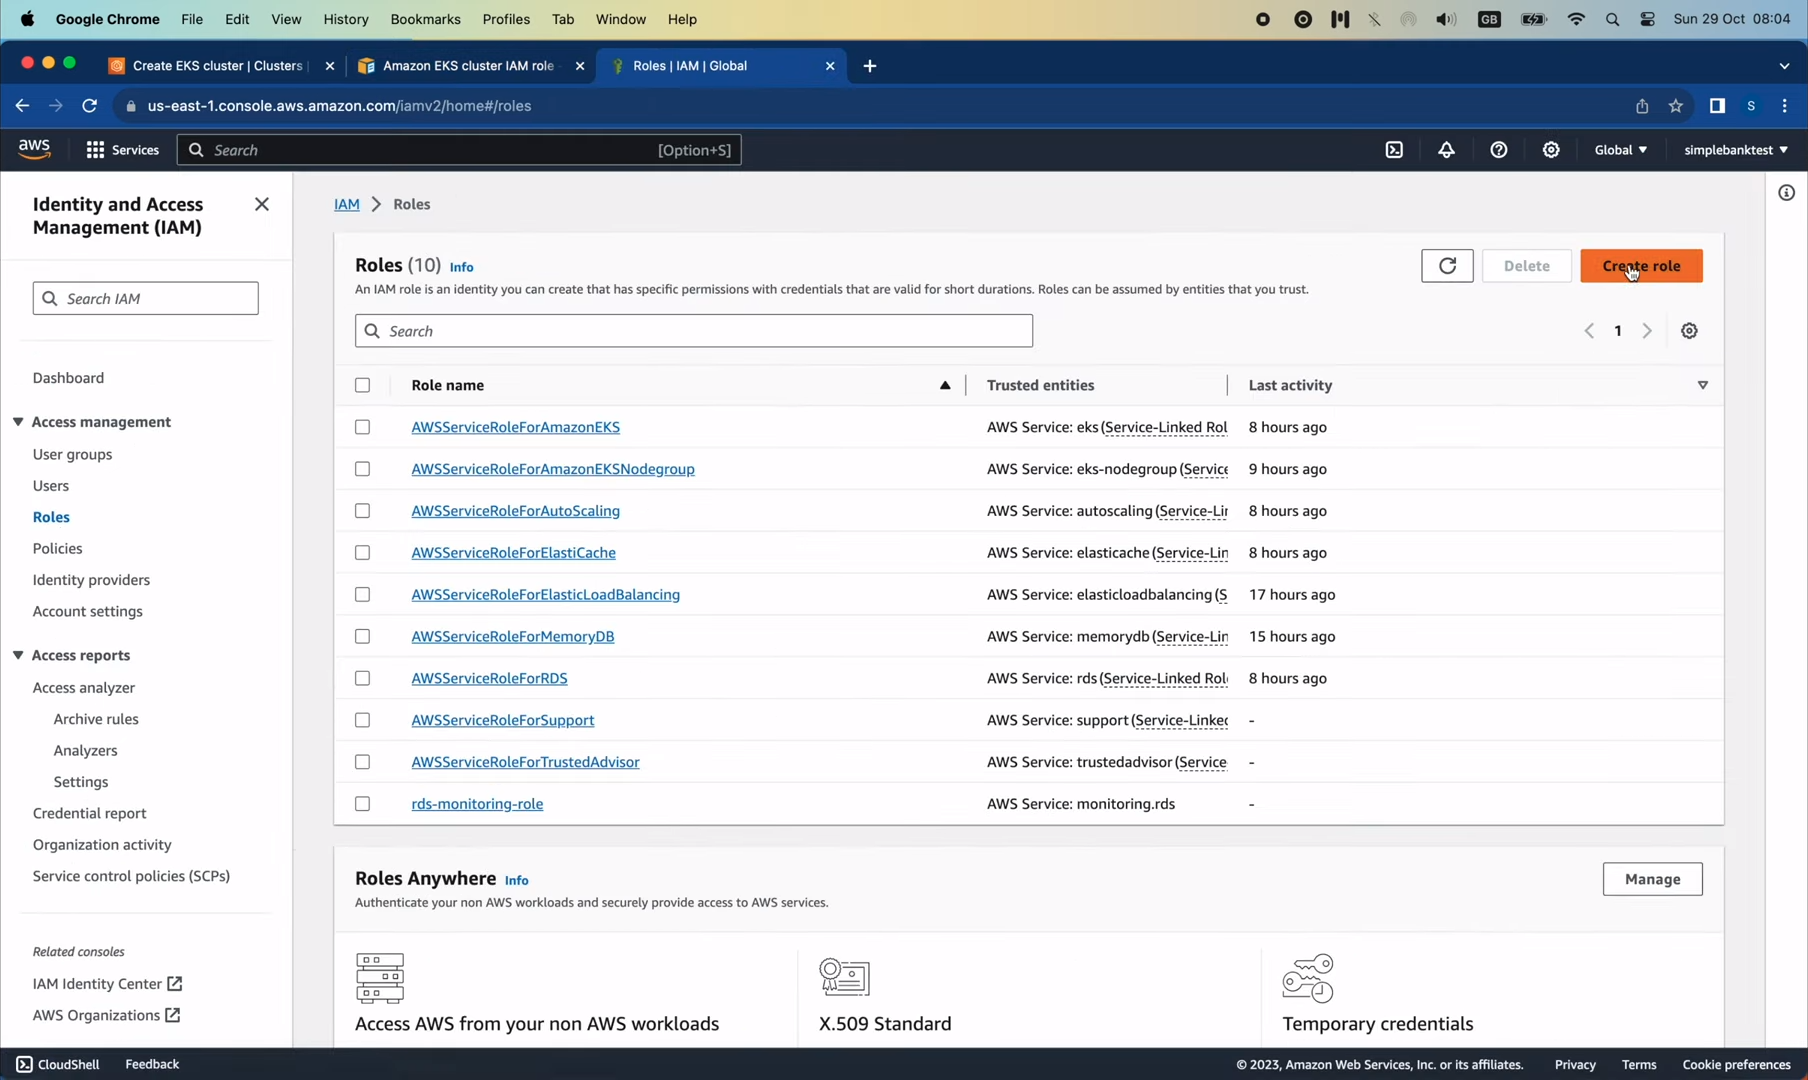 Google Chrome File Edit View History Bookmarks Profiles Tab Window Help GB Sun 29 Oct 08:04
Create EKS cluster | Clusters Amazon EKS cluster IAM role Roles | IAM | Global
us-east-1.console.aws.amazon.com/iamv2/home#/roles S
aws Services Search [Option+S] Global simplebanktest
Identity and Access
Management (IAM)
Search IAM
Dashboard
Access management
User groups
Users
Roles
Policies
Identity providers
Account settings
Access reports
Access analyzer
Archive rules
Analyzers
Settings
Credential report
Organization activity
Service control policies (SCPs)
Related consoles
IAM Identity Center
AWS Organizations
IAM > Roles
Roles (10) Info
Delete Create role
An IAM role is an identity you can create that has specific permissions with credentials that are valid for short durations. Roles can be assumed by entities that you trust.
Search 1
Role name Trusted entities Last activity
AWSServiceRoleForAmazonEKS AWS Service: eks (Service-Linked Rol 8 hours ago
AWSServiceRoleForAmazonEKSNodegroup AWS Service: eks-nodegroup (Service 9 hours ago
AWSServiceRoleForAutoScaling AWS Service: autoscaling (Service-Lin 8 hours ago
AWSServiceRoleForElastiCache AWS Service: elasticache (Service-Lin 8 hours ago
AWSServiceRoleForElasticLoadBalancing AWS Service: elasticloadbalancing (S 17 hours ago
AWSServiceRoleForMemoryDB AWS Service: memorydb (Service-Lin 15 hours ago
AWSServiceRoleForRDS AWS Service: rds (Service-Linked Role 8 hours ago
AWSServiceRoleForSupport AWS Service: support (Service-Linked -
AWSServiceRoleForTrustedAdvisor AWS Service: trustedadvisor (Service -
rds-monitoring-role AWS Service: monitoring.rds -
Roles Anywhere Info
Manage
Authenticate your non AWS workloads and securely provide access to AWS services.
Access AWS from your non AWS workloads X.509 Standard Temporary credentials
CloudShell Feedback © 2023, Amazon Web Services, Inc. or its affiliates. Privacy Terms Cookie preferences